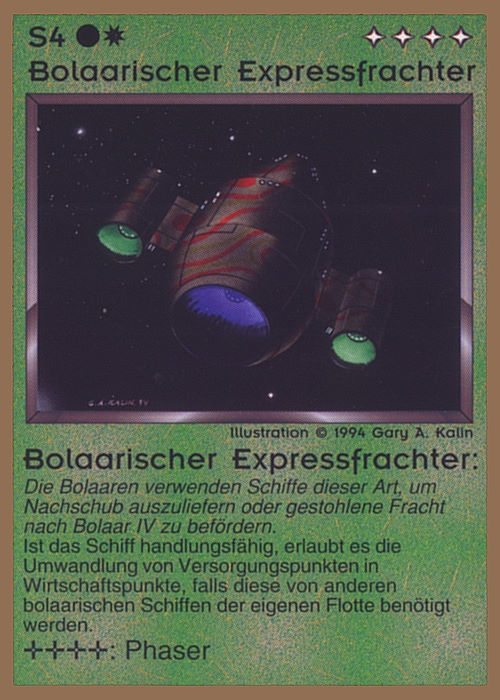 S4
Bolaarischer Expressfrachter
G.A. KALIN 94
Illustration © 1994 Gary A. Kalin
Bolaarischer Expressfrachter:
Die Bolaaren verwenden Schiffe dieser Art, um
Nachschub auszuliefern oder gestohlene Fracht
nach Bolaar IV zu befördern.
Ist das Schiff handlungsfähig, erlaubt es die
Umwandlung von Versorgungspunkten in
Wirtschaftspunkte, falls diese von anderen
bolaarischen Schiffen der eigenen Flotte benötigt
werden.
✛✛✛✛: Phaser